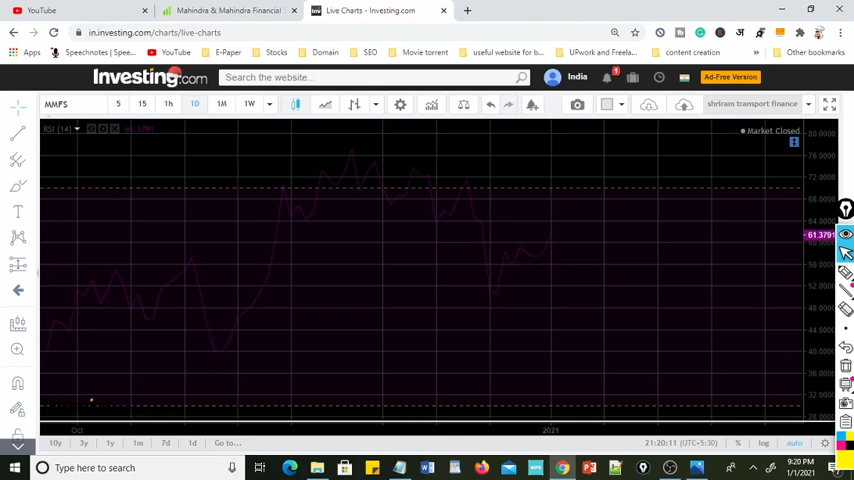 YouTube
Mahindra & Mahindra Financial S
Live Charts - Investing.com
in.investing.com/charts/live-charts
Apps
Speechnotes | Spee...
YouTube
E-Paper
Stocks
Domain
SEO
Movie torrent
useful website for b...
UPwork and Freela...
content creation
Other bookmarks
Investing.com
Search the website...
India
1
Ad-Free Version
MMFS
5
15
1h
1D
1M
1W
shriram transport finance
RSI (14)
61.3791
Market Closed
80.0000
76.0000
72.0000
68.0000
64.0000
61.3791
60.0000
56.0000
52.0000
48.0000
44.0000
40.0000
36.0000
32.0000
28.0000
Oct
2021
10y
3y
1y
1m
7d
1d
Go to...
21:20:11 (UTC+5:30)
%
log
auto
Type here to search
9:20 PM
1/1/2021